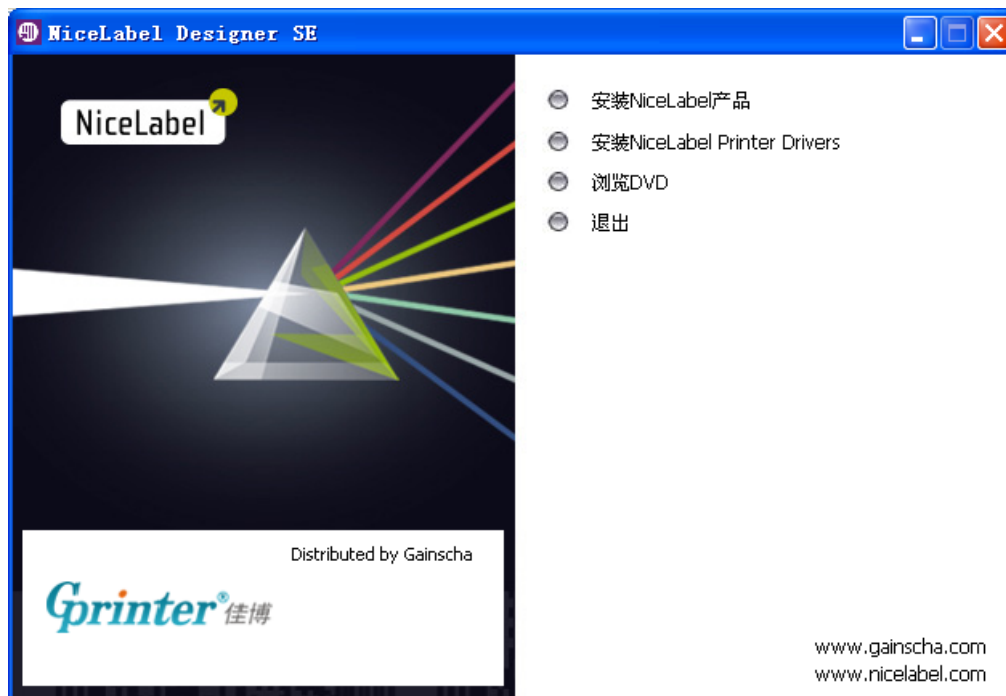 NiceLabel Designer SE
NiceLabel
安装NiceLabel产品
安装NiceLabel Printer Drivers
浏览DVD
退出
Distributed by Gainscha
Gprinter®佳博
www.gainscha.com
www.nicelabel.com